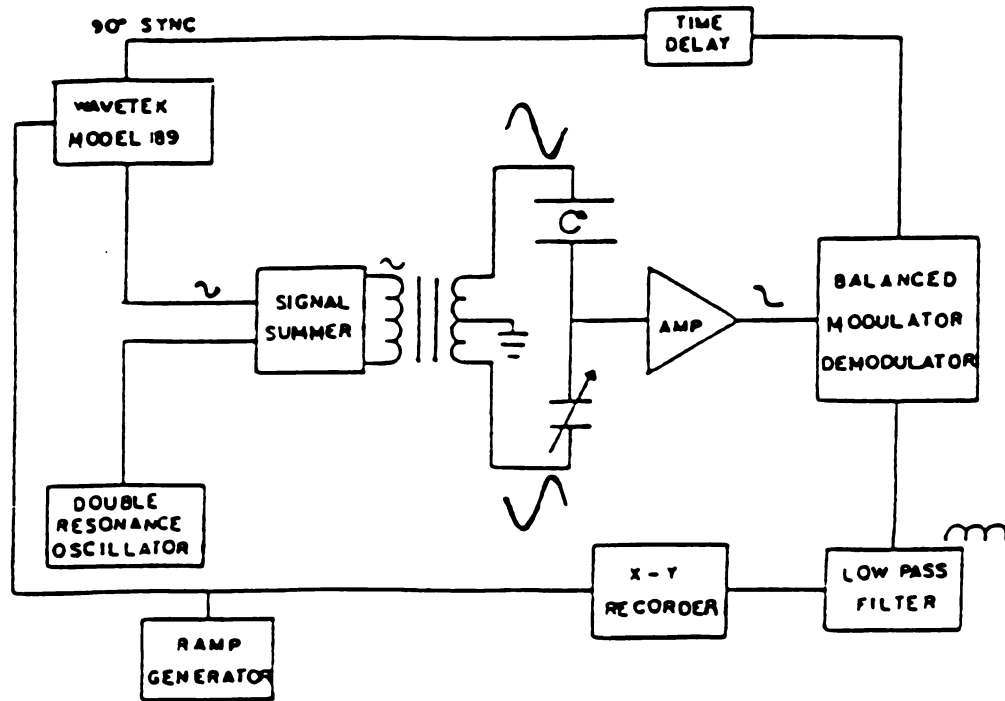 90° SYNC
TIME
DELAY
WAVETEK
MODEL 189
SIGNAL
SUMMER
C
AMP
BALANCED
MODULATOR
DEMODULATOR
DOUBLE
RESONANCE
OSCILLATOR
X-Y
RECORDER
LOW PASS
FILTER
RAMP
GENERATOR